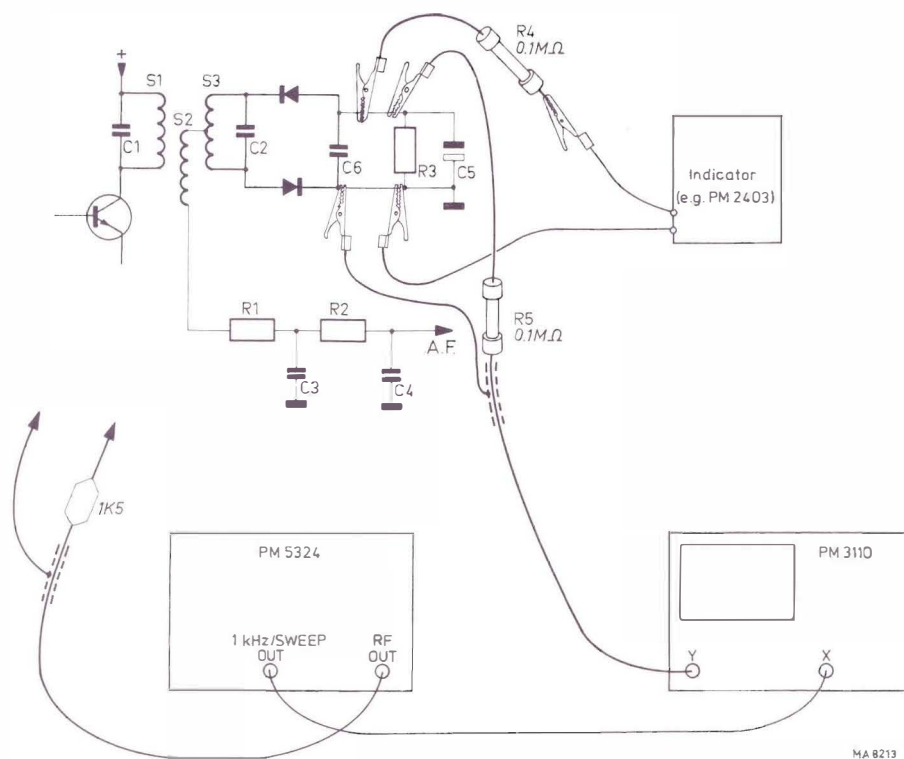 R4
0.1MΩ
+
S1
S3
S2
C1
C2
C6
R3
C5
Indicator
(e.g. PM 2403)
R1
R2
R5
0.1MΩ
A.F.
C3
C4
1K5
PM 5324
PM 3110
1 kHz/SWEEP
OUT
RF
OUT
Y
X
MA 8213